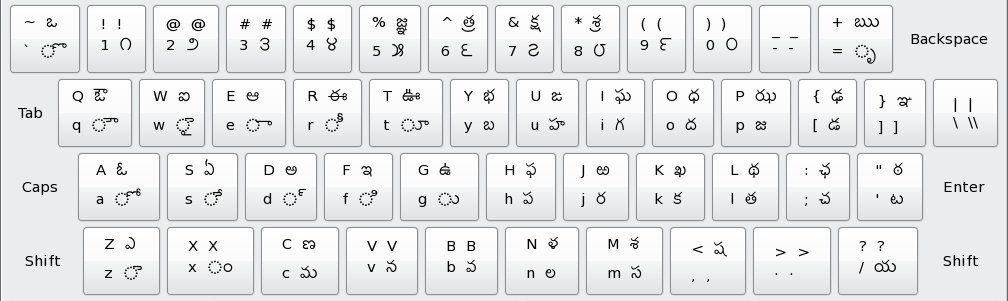 ~ ఒ ! ! @ @ # # $ $ % జ్ఞ ^ త్ర & క్ష * శ్ర ( ( ) ) _ _ + ఋ Backspace
` ◌ొ 1 ౧ 2 ౨ 3 ౩ 4 ౪ 5 ౫ 6 ౬ 7 ౭ 8 ౮ 9 ౯ 0 ౦ - - = ◌ృ
Tab Q ఔ W ఐ E ఆ R ఈ T ఊ Y భ U ఙ I ఘ O ధ P ఝ { ఢ } ఞ | |
q ◌ౌ w ◌ై e ◌ా r ◌ీ t ◌ూ y బ u హ i గ o ద p జ [ డ ] ] \ \\
Caps A ఓ S ఏ D అ F ఇ G ఉ H ఫ J ఱ K ఖ L థ : ఛ " ఠ Enter
a ◌ో s ◌ే d ◌్ f ◌ి g ◌ు h ప j ర k క l త ; చ ' ట
Shift Z ఎ X X C ణ V V B B N ళ M శ < ష > > ? ? Shift
z ◌ె x ◌ం c మ v న b వ n ల m స , , . . / య